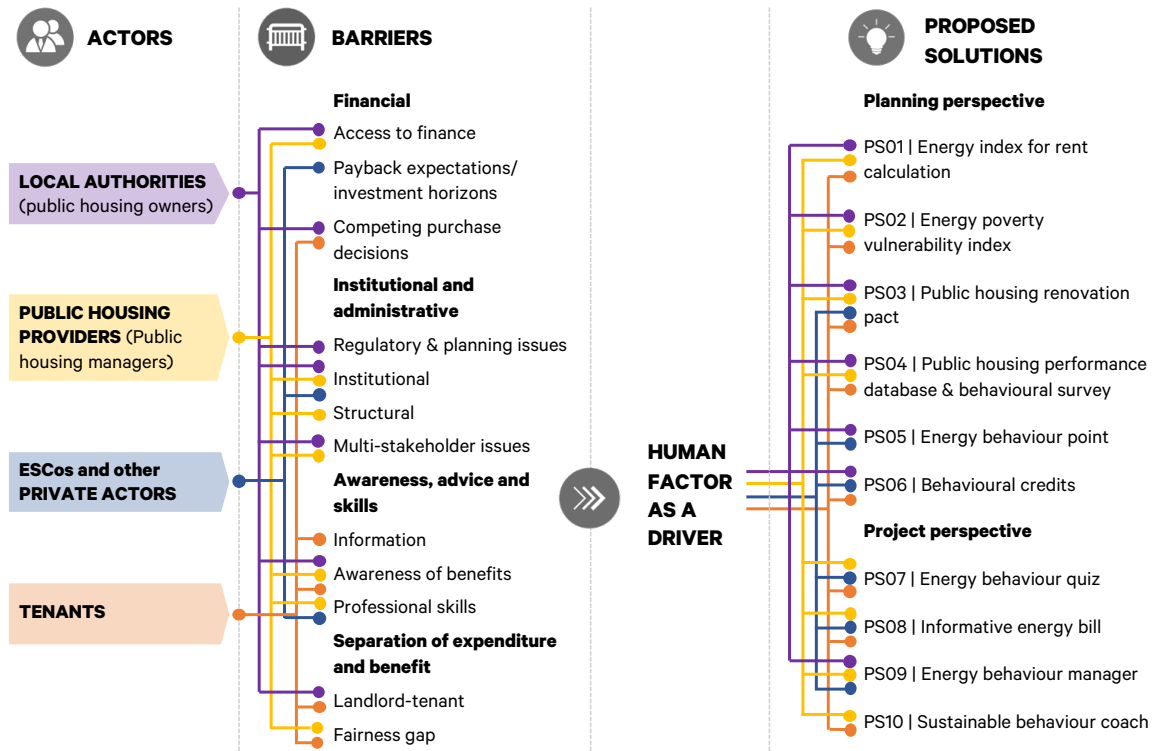 ACTORS
LOCAL AUTHORITIES
(public housing owners)
PUBLIC HOUSING
PROVIDERS (Public
housing managers)
ESCos and other
PRIVATE ACTORS
TENANTS
BARRIERS
Financial
Access to finance
Payback expectations/
investment horizons
Competing purchase
decisions
Institutional and
administrative
Regulatory & planning issues
Institutional
Structural
Multi-stakeholder issues
Awareness, advice and
skills
Information
Awareness of benefits
Professional skills
Separation of expenditure
and benefit
Landlord-tenant
Fairness gap
HUMAN
FACTOR
AS A
DRIVER
PROPOSED
SOLUTIONS
Planning perspective
PS01 | Energy index for rent
calculation
PS02 | Energy poverty
vulnerability index
PS03 | Public housing renovation
pact
PS04 | Public housing performance
database & behavioural survey
PS05 | Energy behaviour point
PS06 | Behavioural credits
Project perspective
PS07 | Energy behaviour quiz
PS08 | Informative energy bill
PS09 | Energy behaviour manager
PS10 | Sustainable behaviour coach